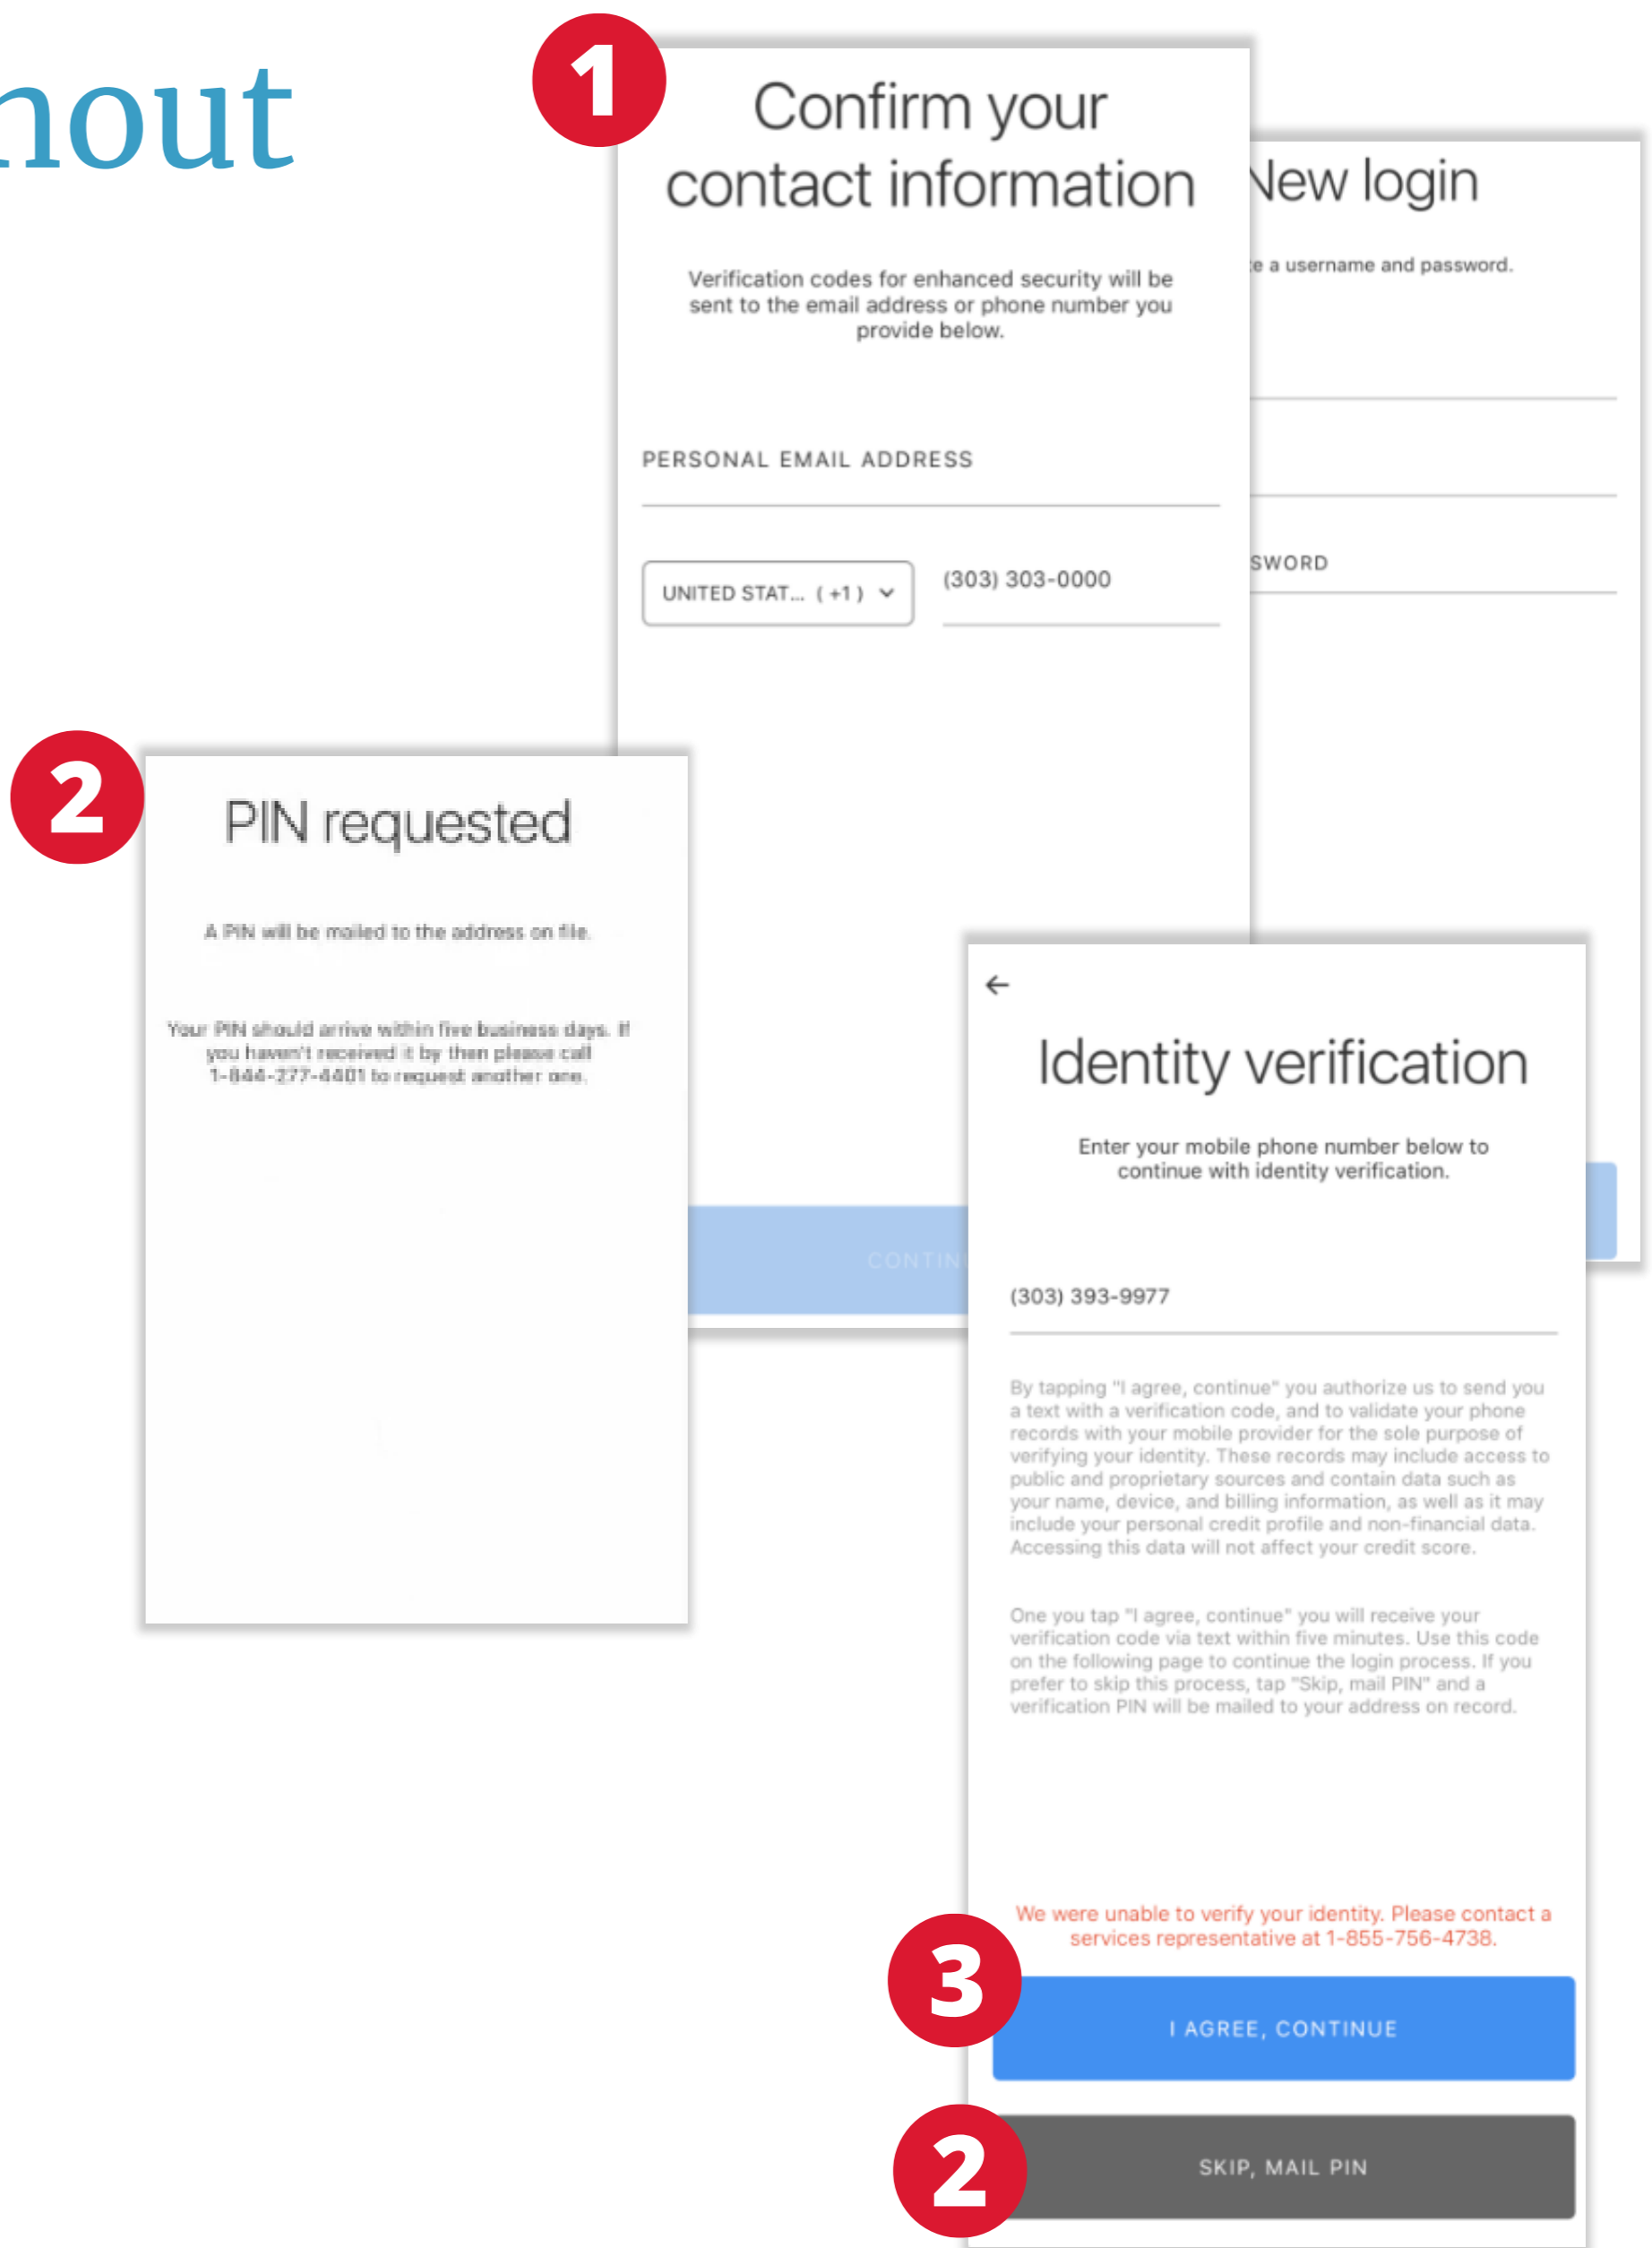 hout
1
Confirm your
contact information
Verification codes for enhanced security will be
sent to the email address or phone number you
provide below.
PERSONAL EMAIL ADDRESS
UNITED STAT... ( +1 )
(303) 303-0000
CONTIN
New login
e a username and password.
SWORD
2
PIN requested
A PIN will be mailed to the address on file.
Your PIN should arrive within five business days. If
you haven't received it by then please call
1-844-277-4401 to request another one.
Identity verification
Enter your mobile phone number below to
continue with identity verification.
(303) 393-9977
By tapping "I agree, continue" you authorize us to send you
a text with a verification code, and to validate your phone
records with your mobile provider for the sole purpose of
verifying your identity. These records may include access to
public and proprietary sources and contain data such as
your name, device, and billing information, as well as it may
include your personal credit profile and non-financial data.
Accessing this data will not affect your credit score.
One you tap "I agree, continue" you will receive your
verification code via text within five minutes. Use this code
on the following page to continue the login process. If you
prefer to skip this process, tap "Skip, mail PIN" and a
verification PIN will be mailed to your address on record.
We were unable to verify your identity. Please contact a
services representative at 1-855-756-4738.
3
I AGREE, CONTINUE
2
SKIP, MAIL PIN